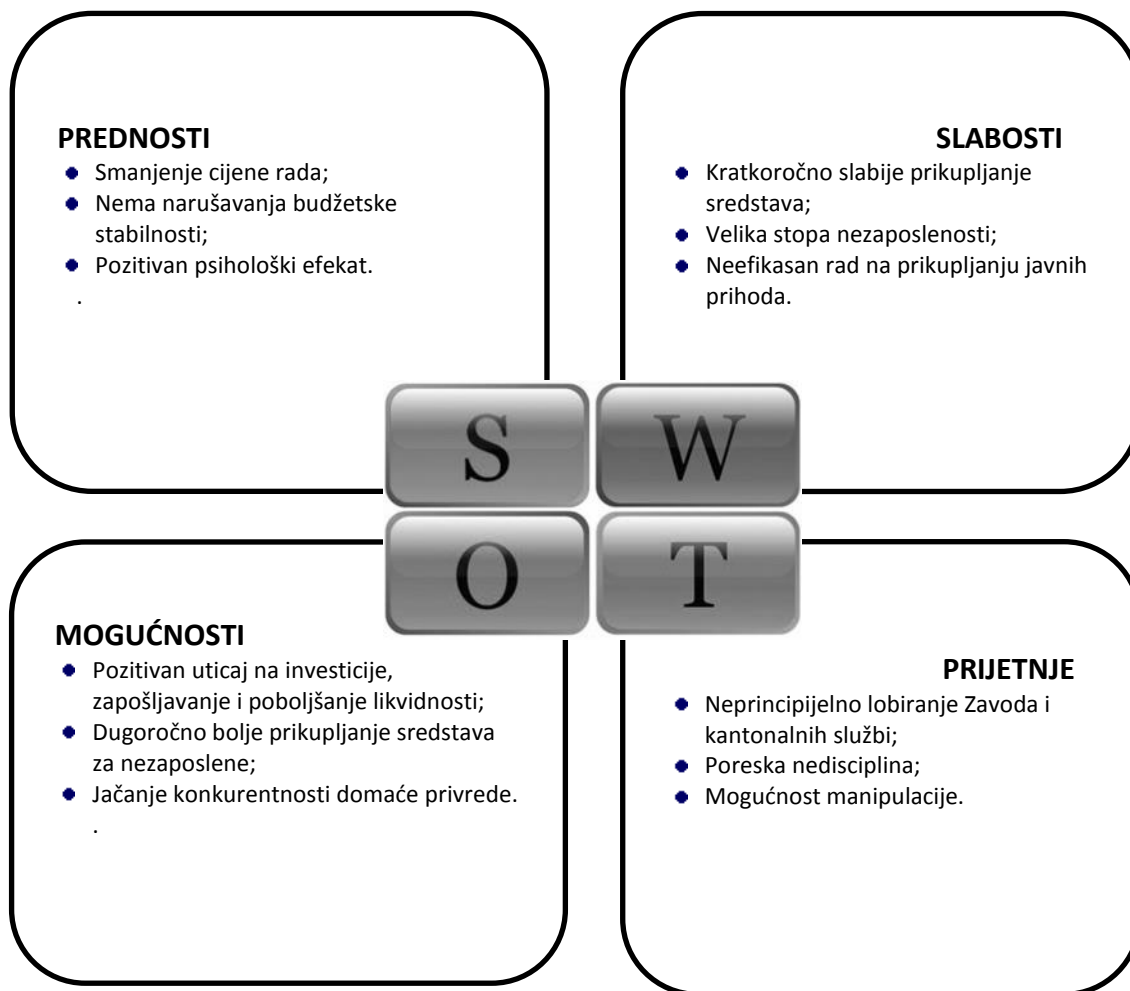 PREDNOSTI
● Smanjenje cijene rada;
● Nema narušavanja budžetske
stabilnosti;
● Pozitivan psihološki efekat.
.
SLABOSTI
● Kratkoročno slabije prikupljanje
sredstava;
● Velika stopa nezaposlenosti;
● Neefikasan rad na prikupljanju javnih
prihoda.
S
W
O
T
MOGUĆNOSTI
● Pozitivan uticaj na investicije,
zapošljavanje i poboljšanje likvidnosti;
● Dugoročno bolje prikupljanje sredstava
za nezaposlene;
● Jačanje konkurentnosti domaće privrede.
.
PRIJETNJE
● Neprincipijelno lobiranje Zavoda i
kantonalnih službi;
● Poreska nedisciplina;
● Mogućnost manipulacije.